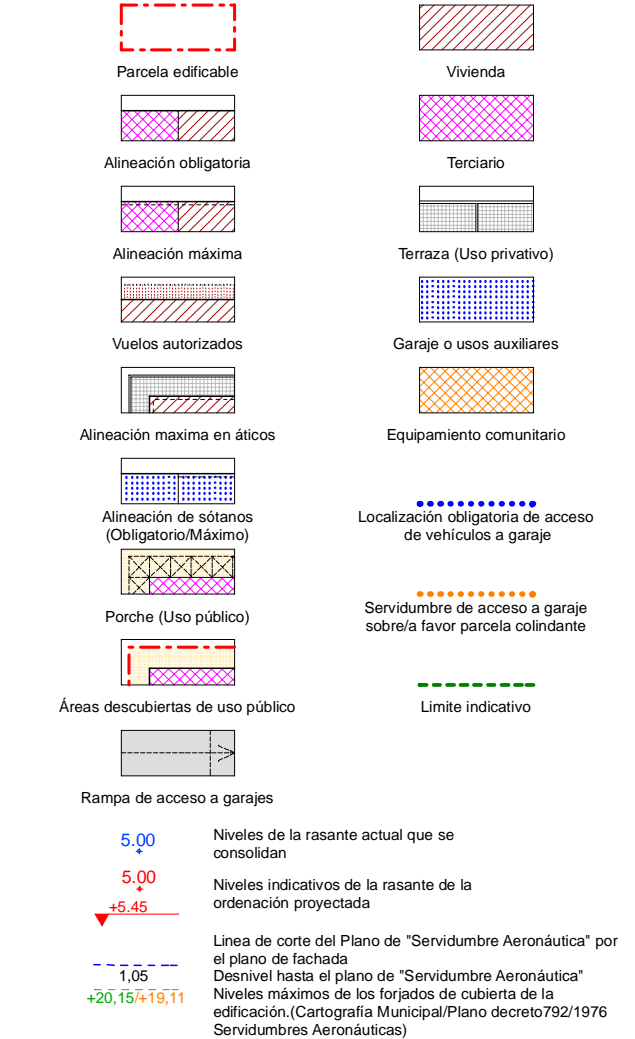 Parcela edificable
Vivienda
Alineación obligatoria
Terciario
Alineación máxima
Terraza (Uso privativo)
Vuelos autorizados
Garaje o usos auxiliares
Alineación maxima en áticos
Equipamiento comunitario
Alineación de sótanos
(Obligatorio/Máximo)
Localización obligatoria de acceso
de vehículos a garaje
Porche (Uso público)
Servidumbre de acceso a garaje
sobre/a favor parcela colindante
Áreas descubiertas de uso público
Limite indicativo
Rampa de acceso a garajes
5.00
Niveles de la rasante actual que se
consolidan
5.00
+5.45
Niveles indicativos de la rasante de la
ordenación proyectada
Linea de corte del Plano de "Servidumbre Aeronáutica" por
el plano de fachada
1,05
Desnivel hasta el plano de "Servidumbre Aeronáutica"
+20,15/+19,11
Niveles máximos de los forjados de cubierta de la
edificación.(Cartografía Municipal/Plano decreto792/1976
Servidumbres Aeronáuticas)